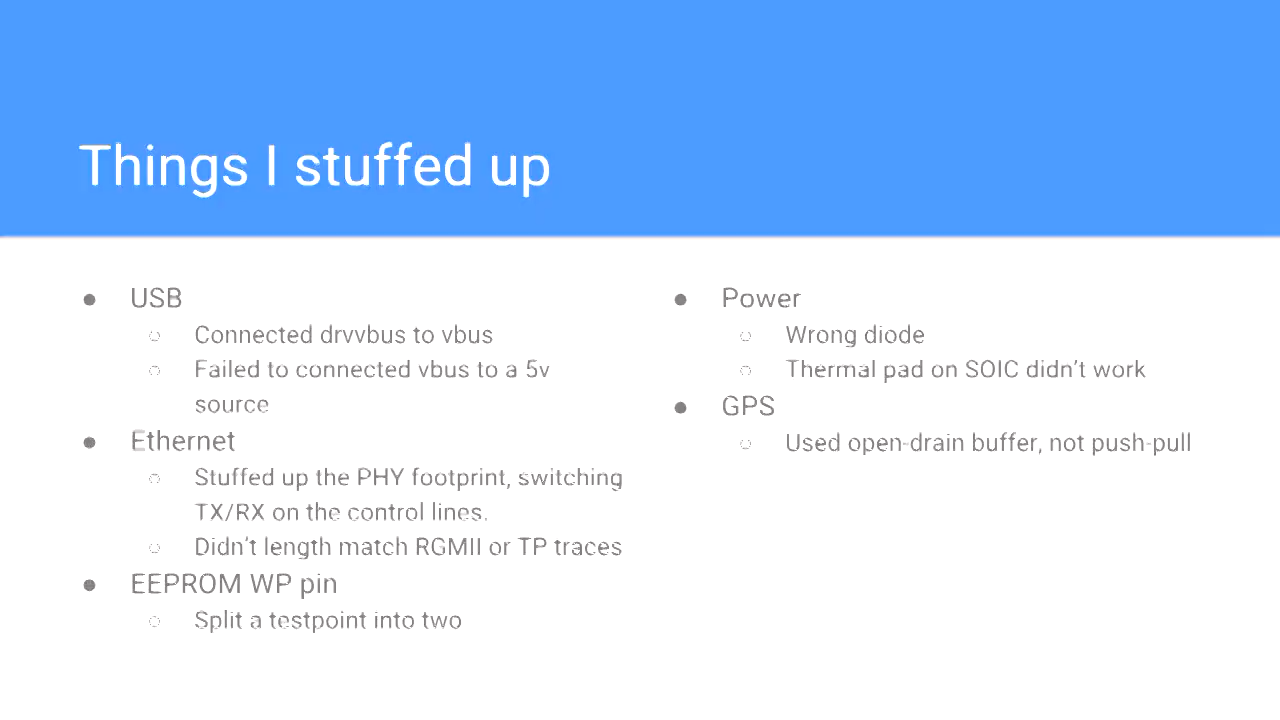 Things I stuffed up
● USB
○ Connected drvvbus to vbus
○ Failed to connected vbus to a 5v
source
● Ethernet
○ Stuffed up the PHY footprint, switching
TX/RX on the control lines.
○ Didn't length match RGMII or TP traces
● EEPROM WP pin
○ Split a testpoint into two
● Power
○ Wrong diode
○ Thermal pad on SOIC didn't work
● GPS
○ Used open-drain buffer, not push-pull